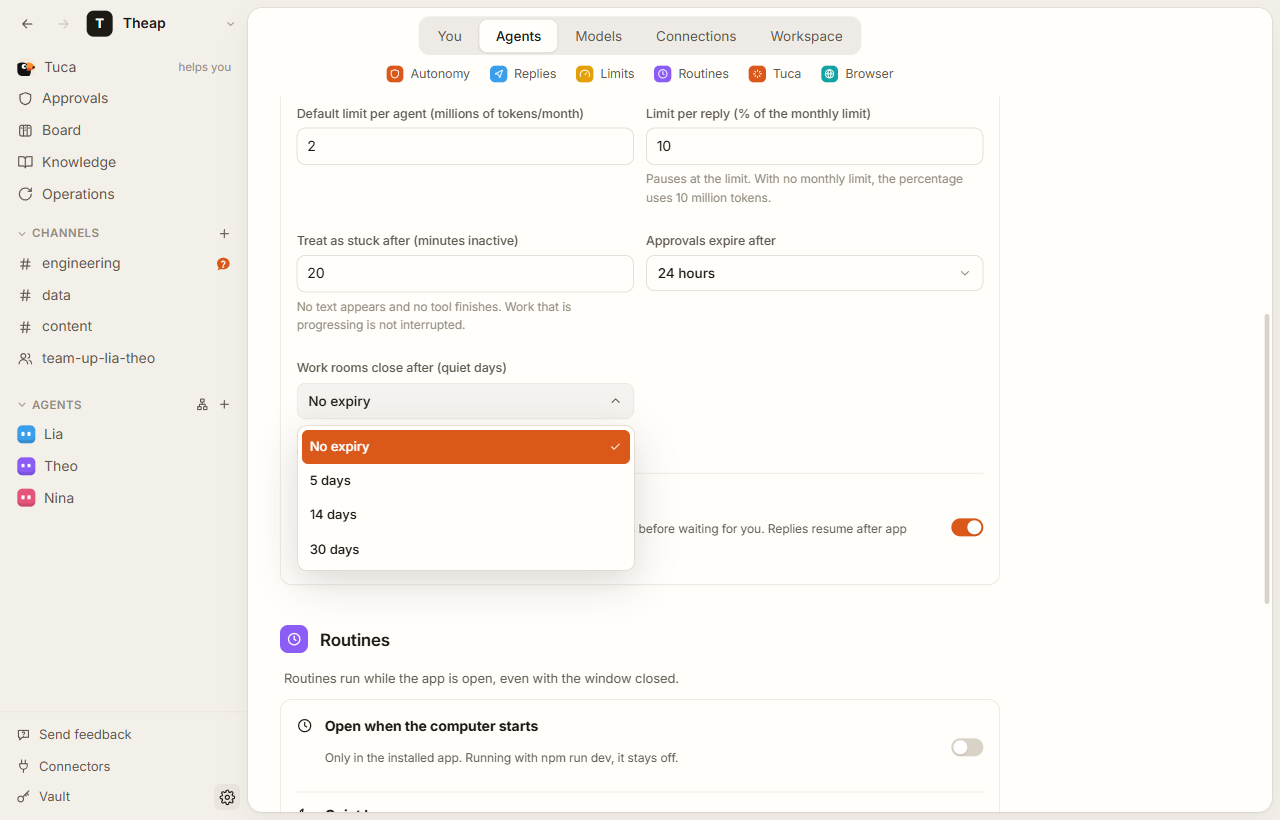 T Theap
Tuca helps you
Approvals
Board
Knowledge
Operations
CHANNELS
engineering
data
content
team-up-lia-theo
AGENTS
Lia
Theo
Nina
Send feedback
Connectors
Vault
You Agents Models Connections Workspace
Autonomy Replies Limits Routines Tuca Browser
Default limit per agent (millions of tokens/month)
2
Limit per reply (% of the monthly limit)
10
Pauses at the limit. With no monthly limit, the percentage
uses 10 million tokens.
Treat as stuck after (minutes inactive)
20
No text appears and no tool finishes. Work that is
progressing is not interrupted.
Approvals expire after
24 hours
Work rooms close after (quiet days)
No expiry
No expiry
5 days
14 days
30 days
before waiting for you. Replies resume after app
Routines
Routines run while the app is open, even with the window closed.
Open when the computer starts
Only in the installed app. Running with npm run dev, it stays off.